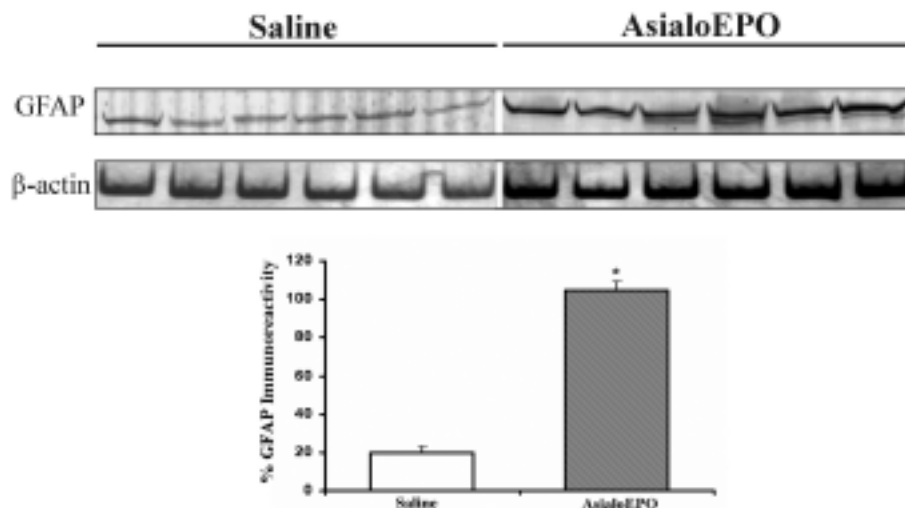 Saline AsialoEPO
GFAP
β-actin
% GFAP Immunoreactivity
120
100
80
60
40
20
0
*
Saline AsialoEPO